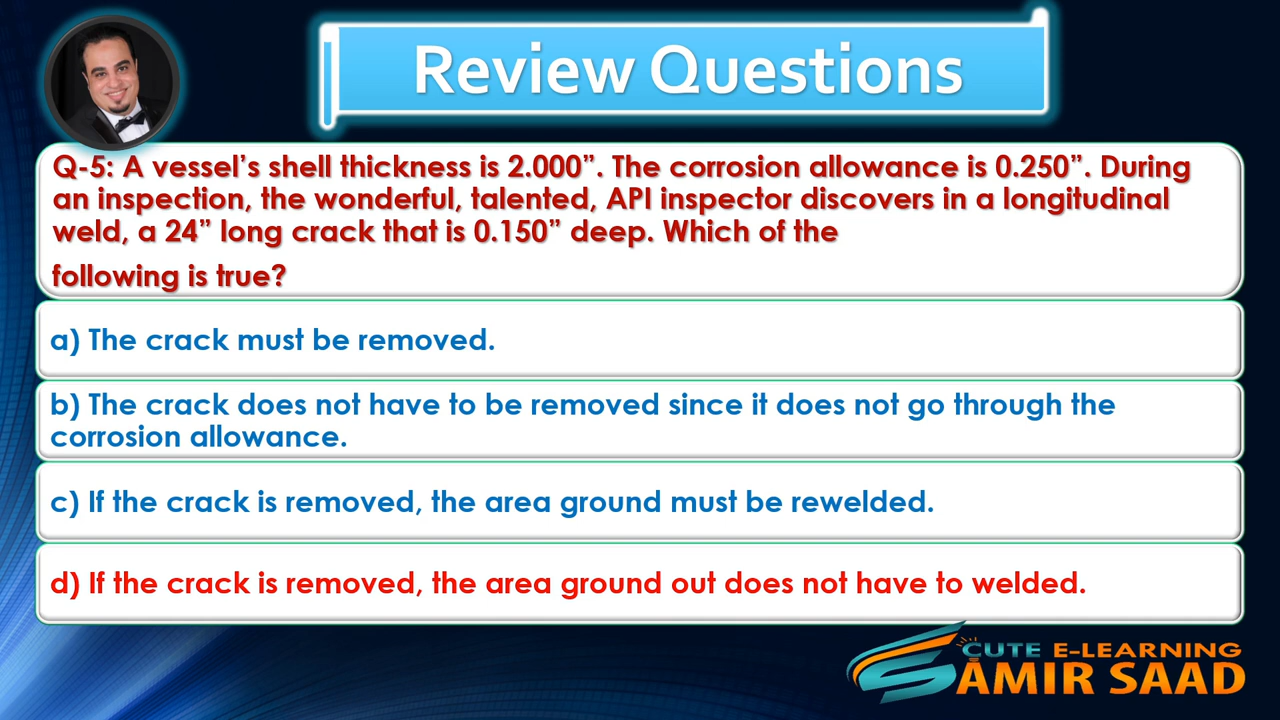 Review Questions
Q-5: A vessel’s shell thickness is 2.000”. The corrosion allowance is 0.250”. During
an inspection, the wonderful, talented, API inspector discovers in a longitudinal
weld, a 24” long crack that is 0.150” deep. Which of the
following is true?
a) The crack must be removed.
b) The crack does not have to be removed since it does not go through the
corrosion allowance.
c) If the crack is removed, the area ground must be rewelded.
d) If the crack is removed, the area ground out does not have to welded.
CUTE E-LEARNING
AMIR SAAD